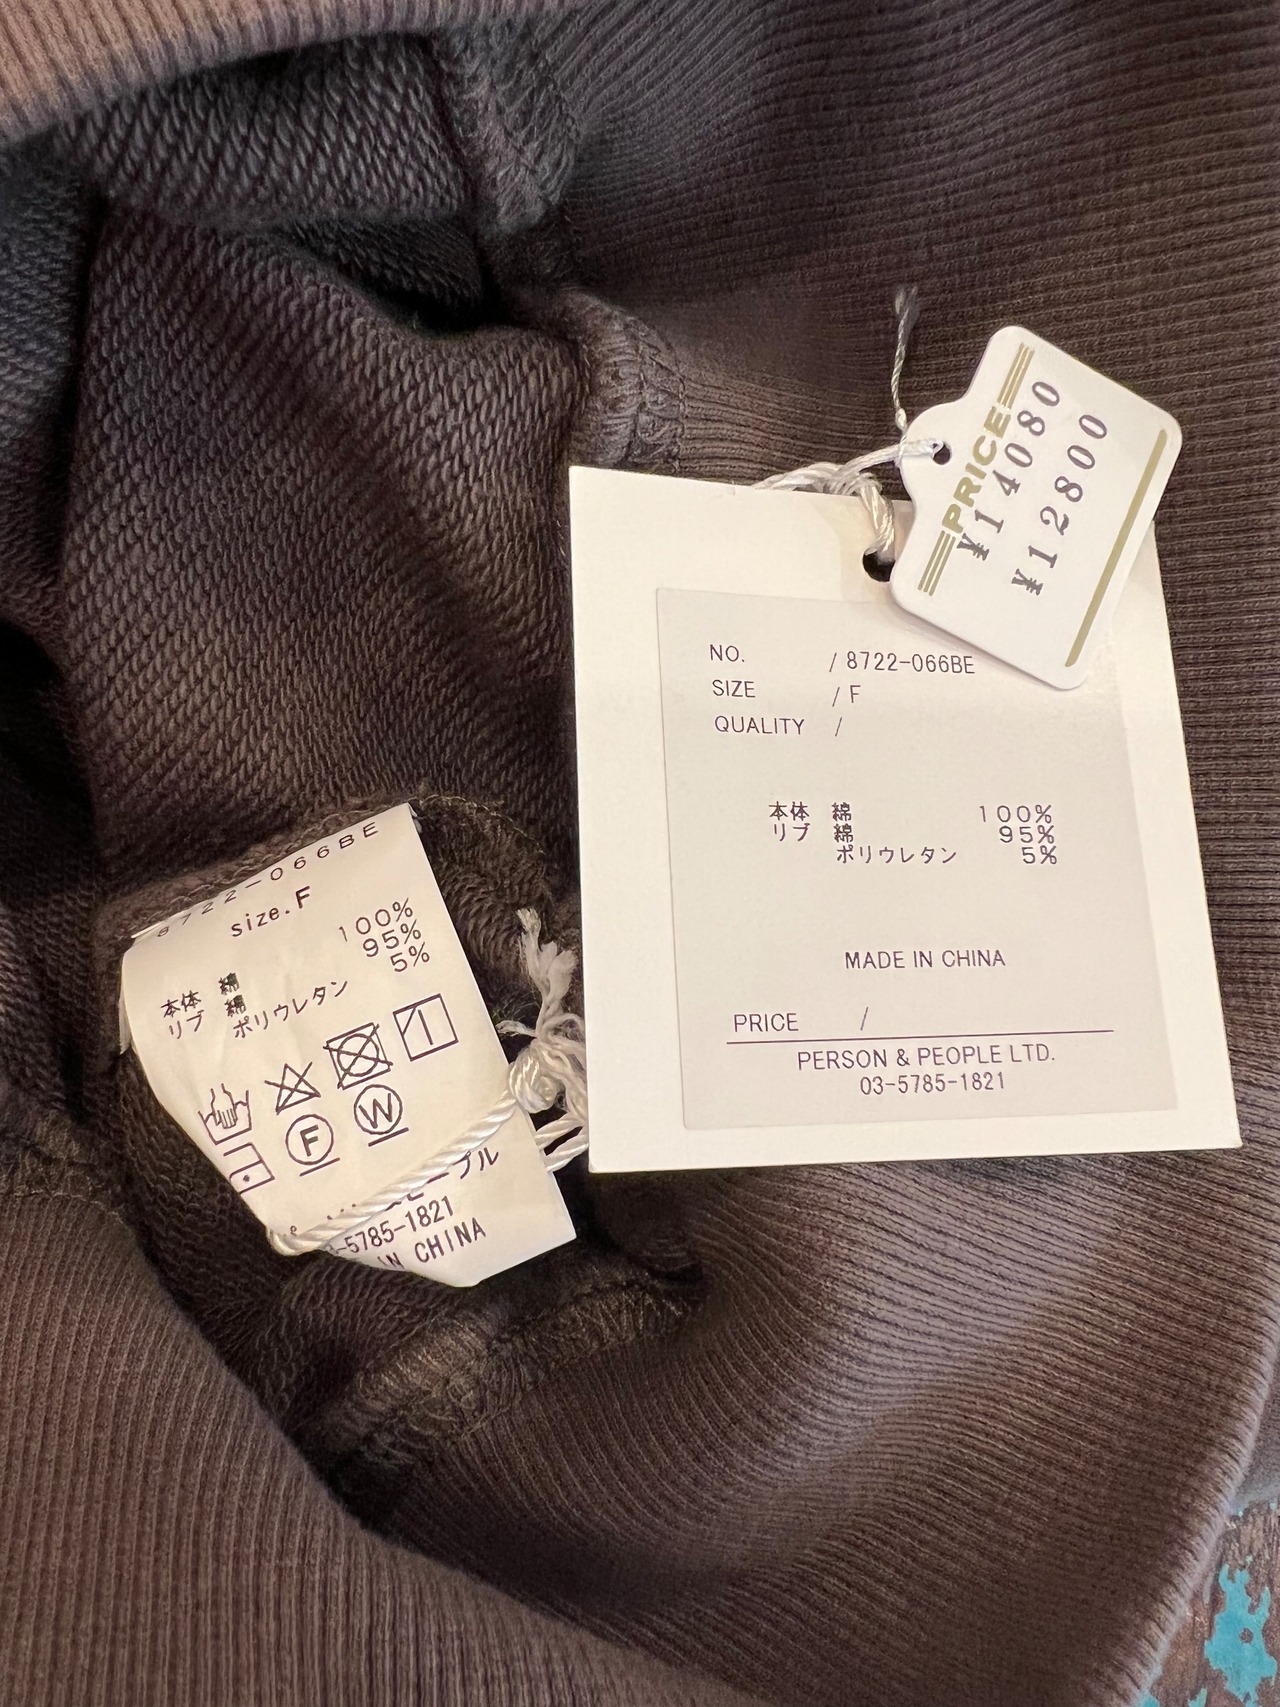 PRICE
¥14080
¥12800
NO. / 8722-066BE
SIZE / F
QUALITY /
本体 綿 100%
リブ 綿 95%
ポリウレタン 5%
MADE IN CHINA
PRICE /
PERSON & PEOPLE LTD.
03-5785-1821
8722-066BE
size.F
本体 綿 100%
リブ 綿 95%
ポリウレタン 5%
F
W
ピープル
-5785-1821
IN CHINA